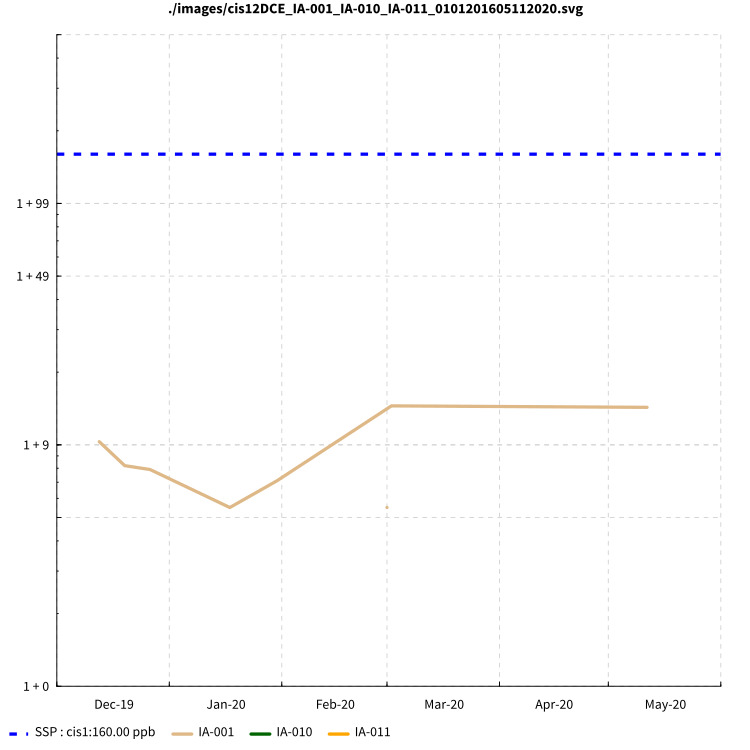 ./images/cis12DCE_IA-001_IA-010_IA-011_0101201605112020.svg
1+99
1+49
1+9
1+0
Dec-19 Jan-20 Feb-20 Mar-20 Apr-20 May-20
SSP : cis1:160.00 ppb IA-001 IA-010 IA-011